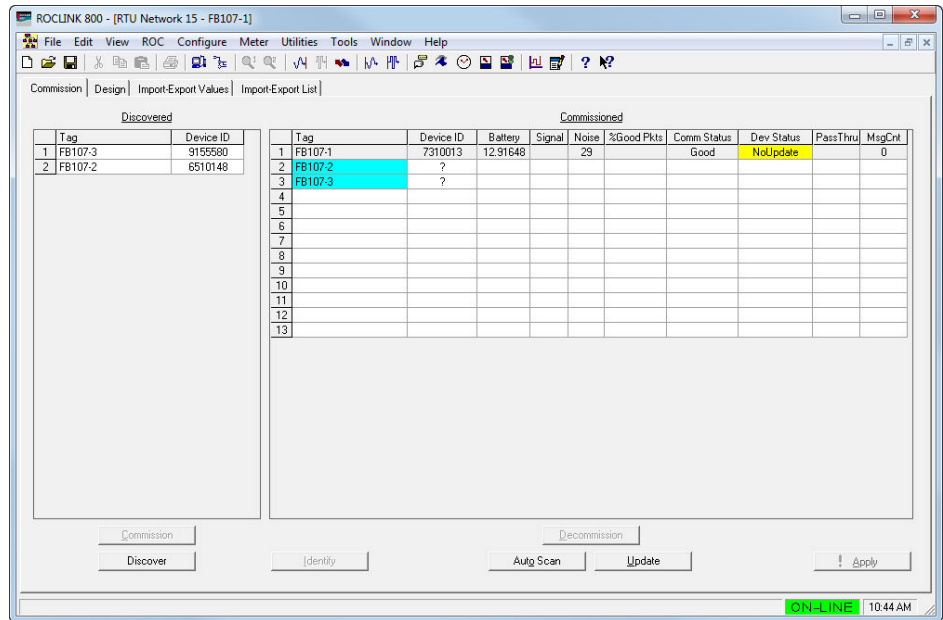 ROCLINK 800 - [RTU Network 15 - FB107-1]
File Edit View ROC Configure Meter Utilities Tools Window Help
Commission Design Import-Export Values Import-Export List
Discovered
Tag Device ID
1 FB107-3 9155580
2 FB107-2 6510148
Commissioned
Tag Device ID Battery Signal Noise %Good Pkts Comm Status Dev Status PassThru MsgCnt
1 FB107-1 7310013 12.91648 29 Good NoUpdate 0
2 FB107-2 ?
3 FB107-3 ?
4
5
6
7
8
9
10
11
12
13
Commission Decommission
Discover Identify Auto Scan Update ! Apply
ON-LINE 10:44 AM